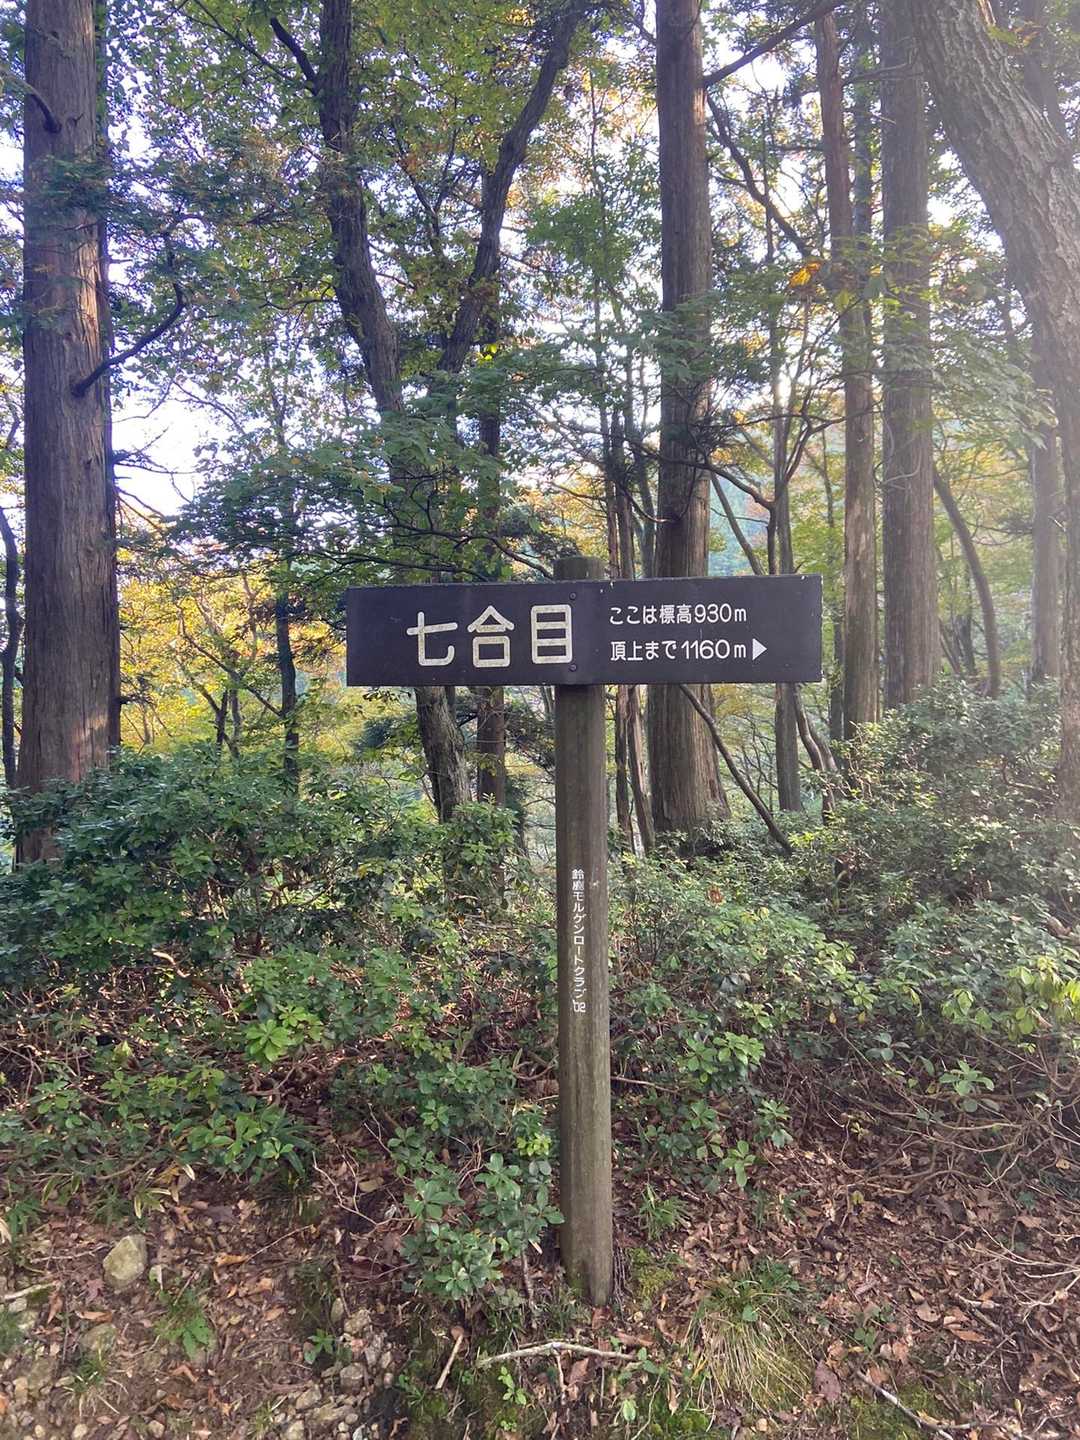 七合目
ここは標高930m
頂上まで1160m▶
鈴鹿モルゲンロートクラブ '02